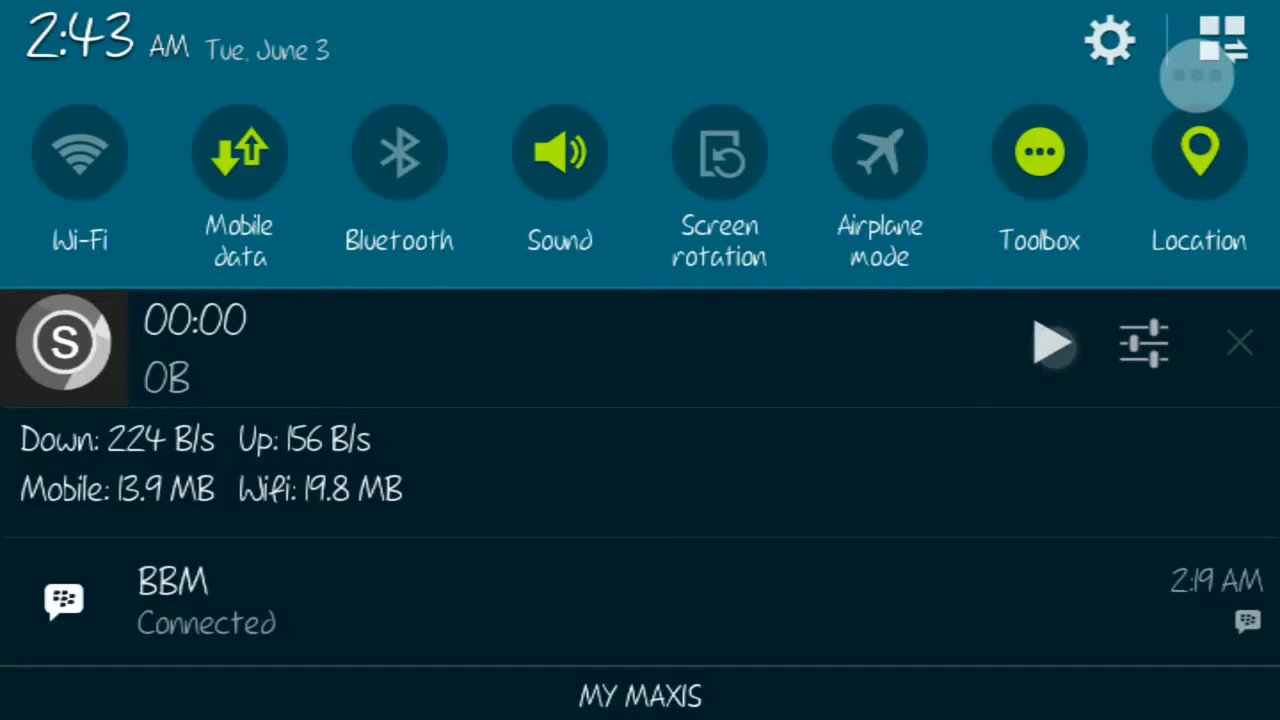 2:43 AM Tue, June 3
Wi-Fi
Mobile
data
Bluetooth
Sound
Screen
rotation
Airplane
mode
Toolbox
Location
S
00:00
0B
Down: 224 B/s Up: 156 B/s
Mobile: 13.9 MB Wifi: 19.8 MB
BBM
2:19 AM
Connected
MY MAXIS